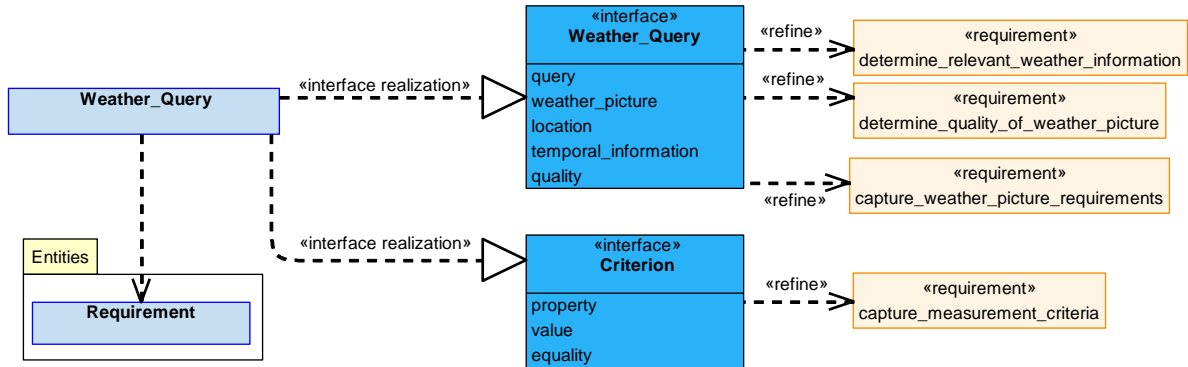 «interface»
Weather_Query
query
weather_picture
location
temporal_information
quality
«refine»
«requirement»
determine_relevant_weather_information
«refine»
«requirement»
determine_quality_of_weather_picture
«refine»
«requirement»
capture_weather_picture_requirements
Weather_Query
«interface realization»
«interface realization»
Entities
Requirement
«interface»
Criterion
property
value
equality
«refine»
«requirement»
capture_measurement_criteria